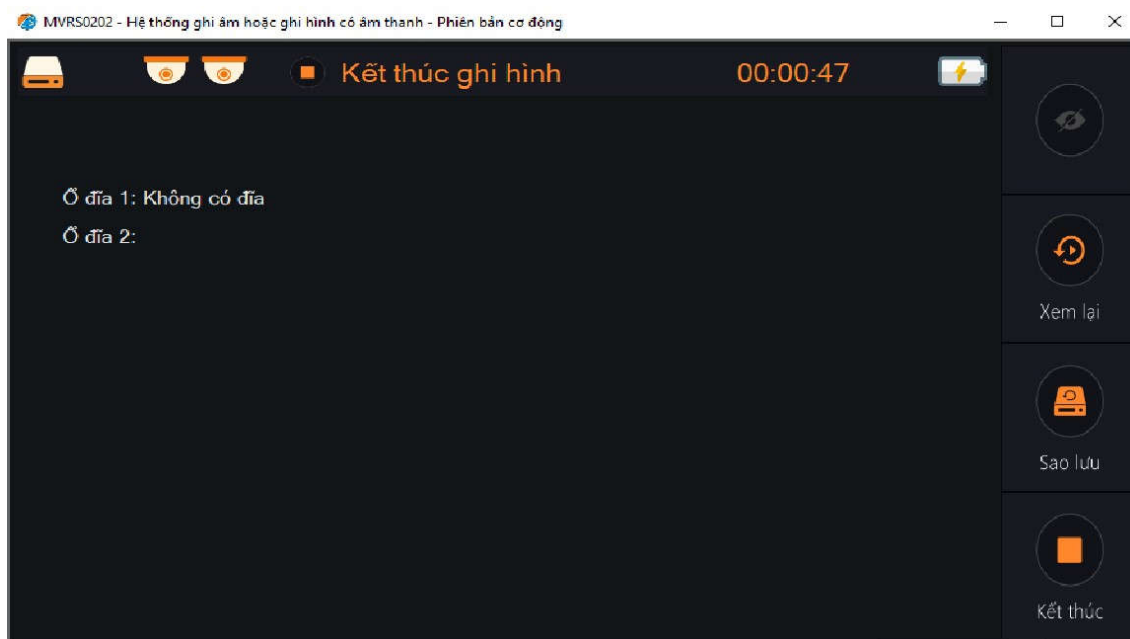 MVRS0202 - Hệ thống ghi âm hoặc ghi hình có âm thanh - Phiên bản cơ động
Kết thúc ghi hình 00:00:47
Ổ đĩa 1: Không có đĩa
Ổ đĩa 2:
Xem lại
Sao lưu
Kết thúc